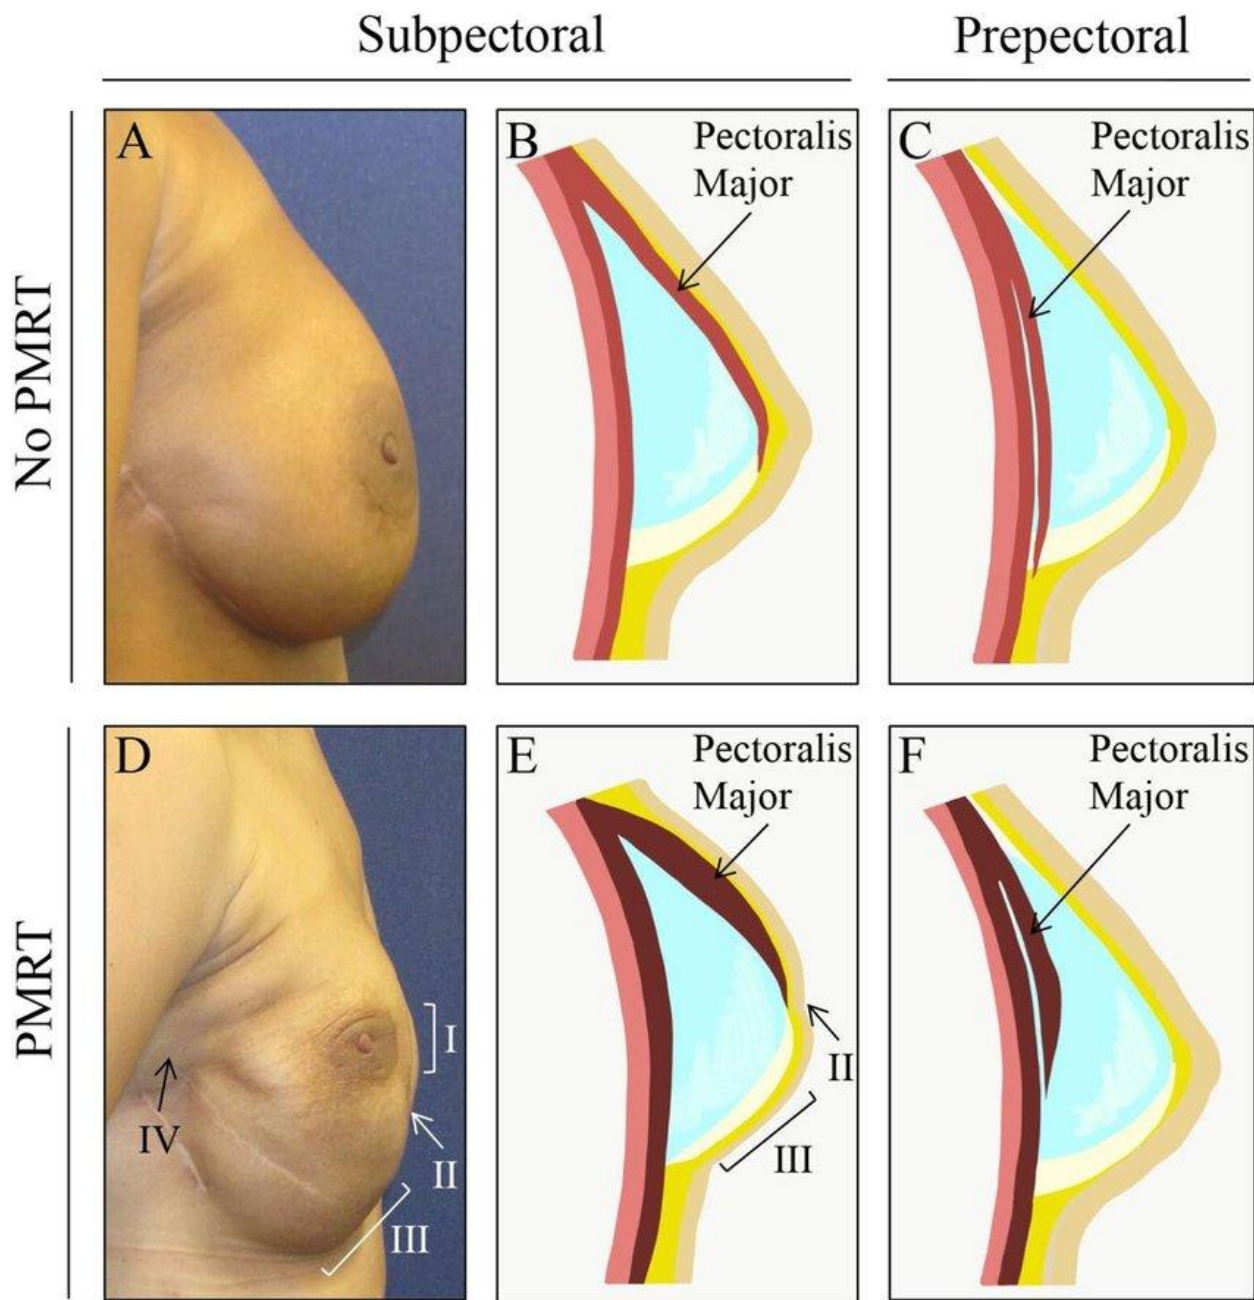 Subpectoral
Prepectoral
No PMRT
A
B
Pectoralis
Major
C
Pectoralis
Major
PMRT
D
I
II
III
IV
E
Pectoralis
Major
II
III
F
Pectoralis
Major